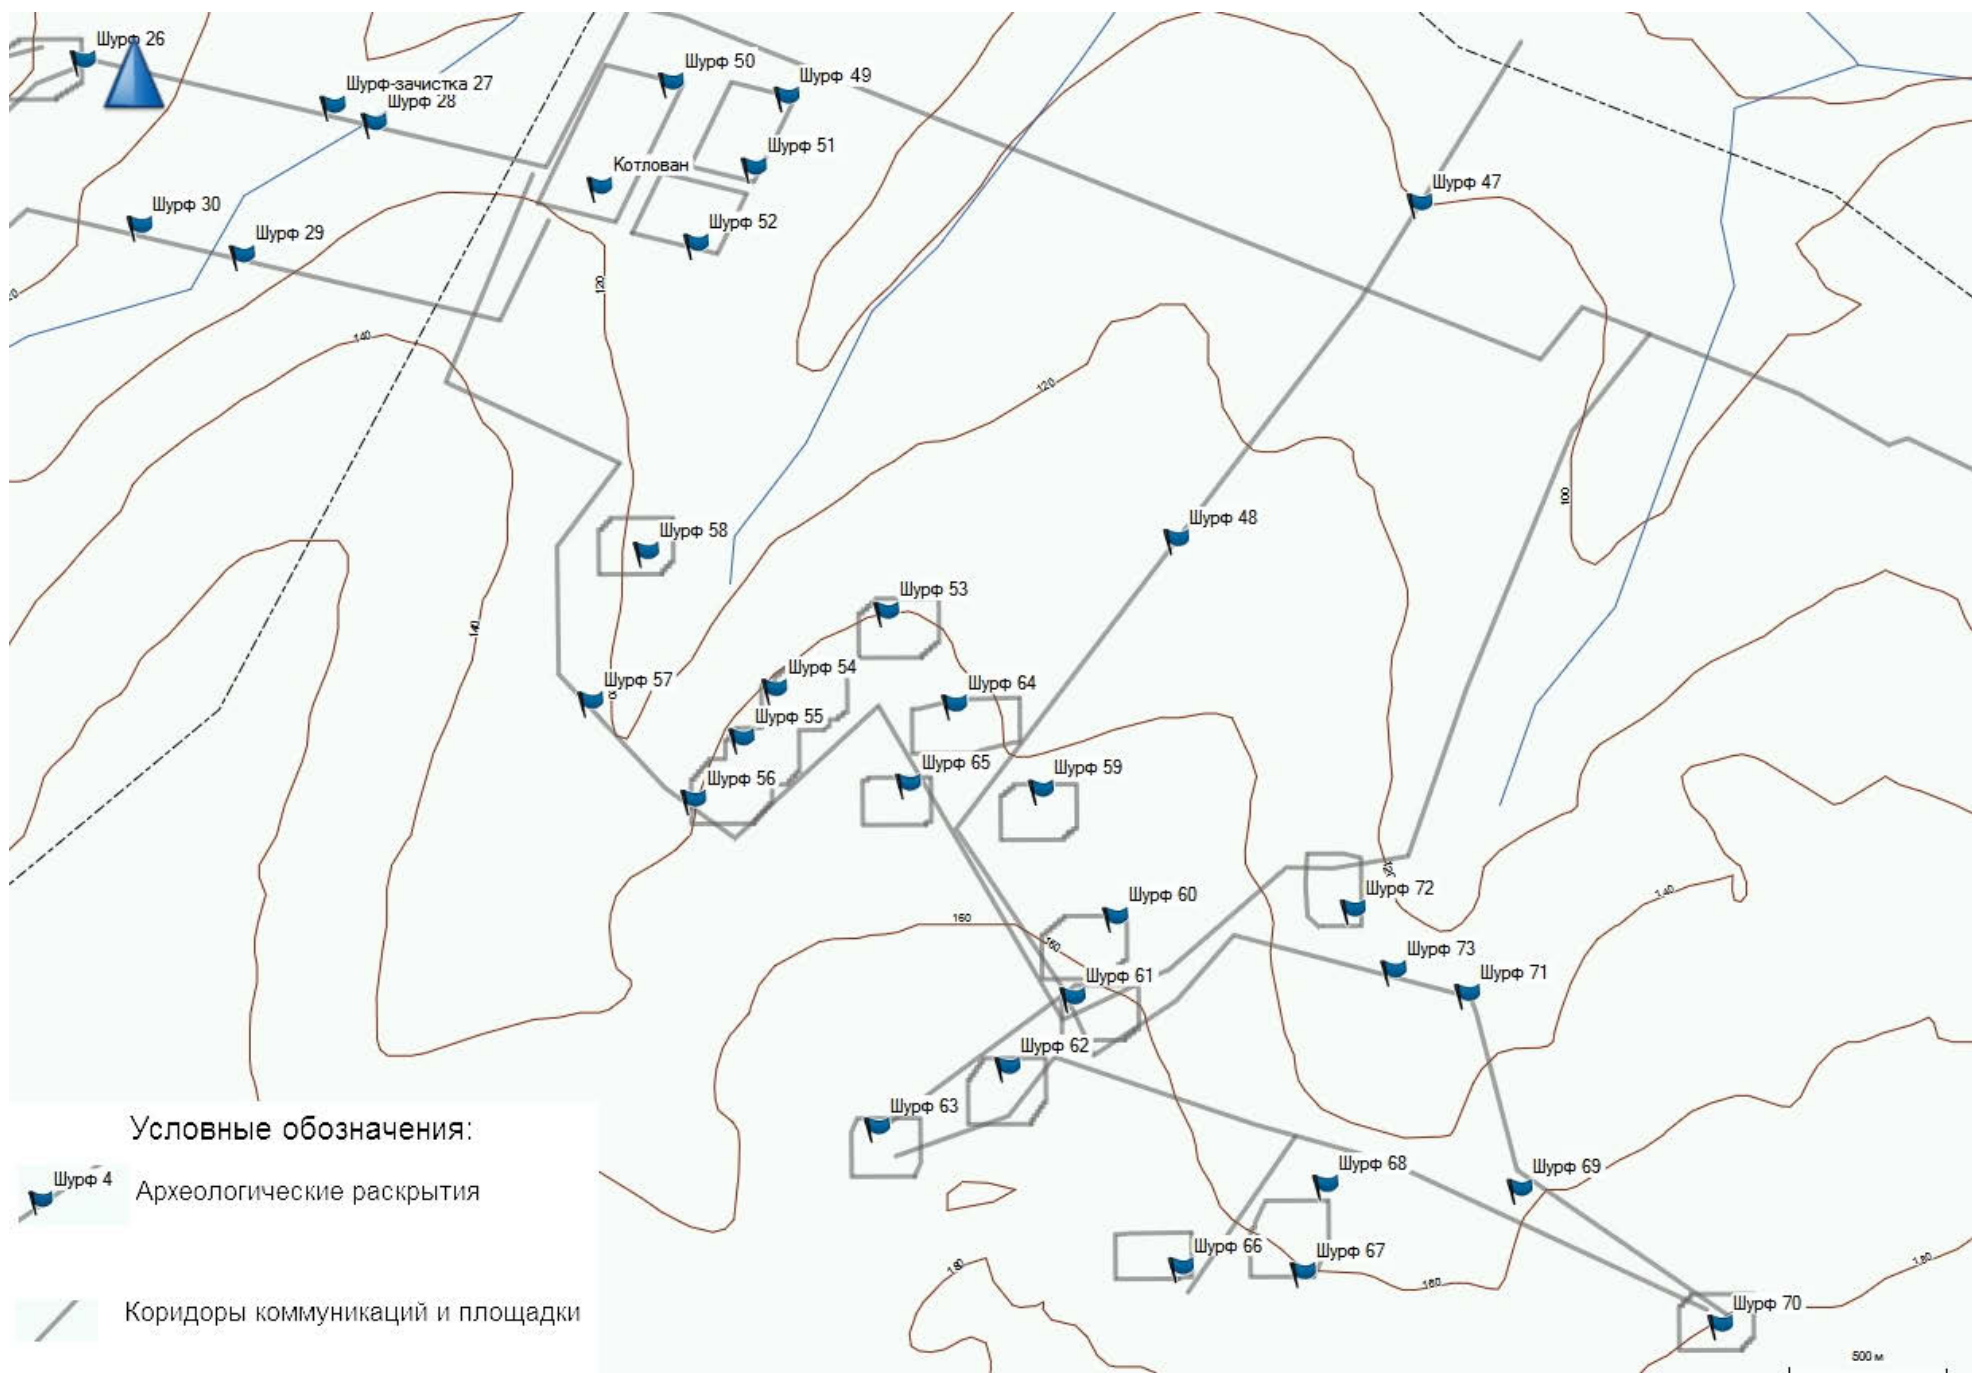 Шурф 26
Шурф-зачистка 27
Шурф 28
Шурф 50
Шурф 49
Шурф 51
Котлован
Шурф 52
Шурф 47
Шурф 30
Шурф 29
120
140
120
100
Шурф 48
Шурф 58
Шурф 53
140
Шурф 54
Шурф 57
Шурф 64
Шурф 55
Шурф 56
Шурф 65
Шурф 59
120
Шурф 72
140
Шурф 60
160
160
Шурф 73
Шурф 71
Шурф 61
Шурф 62
Шурф 63
Шурф 68
Шурф 69
Шурф 66
Шурф 67
180
160
180
Шурф 70
500 м
Условные обозначения:
Шурф 4
Археологические раскрытия
Коридоры коммуникаций и площадки